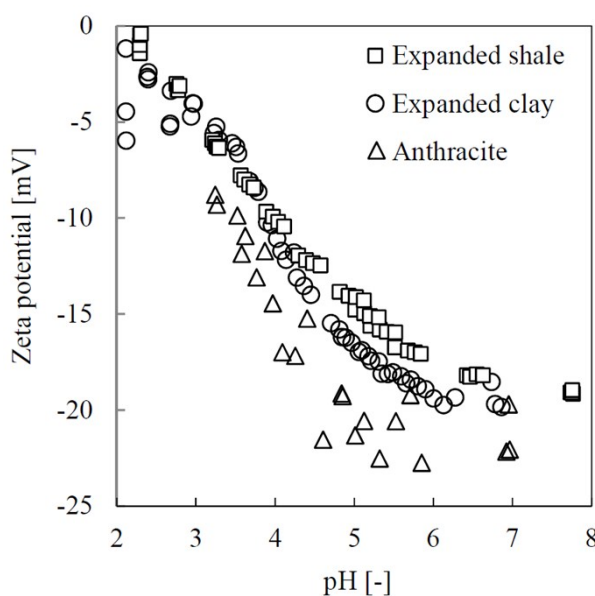 0
-5
-10
-15
-20
-25
Zeta potential [mV]
Expanded shale
Expanded clay
Anthracite
2 3 4 5 6 7 8
pH [-]